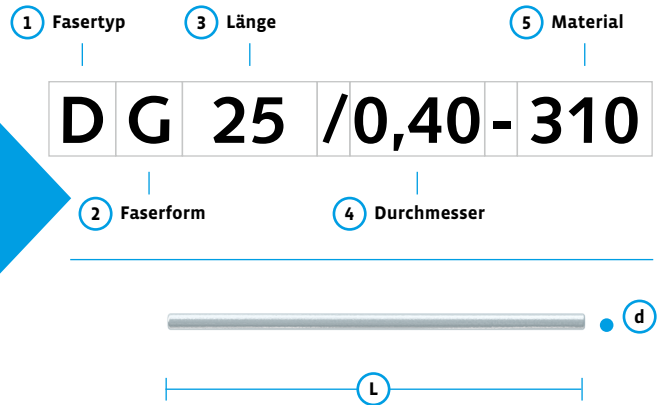 1 Fasertyp 3 Länge 5 Material
D G 25 /0,40-310
2 Faserform 4 Durchmesser
d
L